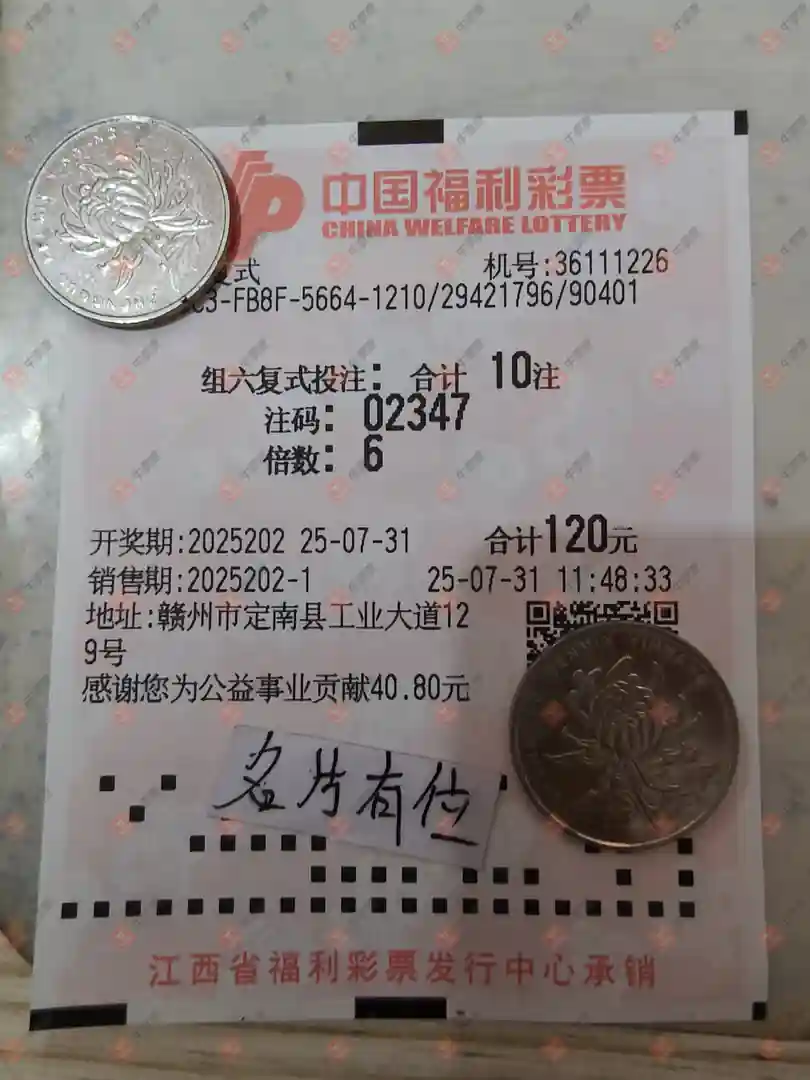 中国福利彩票
CHINA WELFARE LOTTERY
复式 机号:36111226
C3-FB8F-5664-1210/29421796/90401
组六复式投注: 合计 10注
注码: 02347
倍数: 6
开奖期:2025202 25-07-31 合计120元
销售期:2025202-1 25-07-31 11:48:33
地址:赣州市定南县工业大道12
9号
感谢您为公益事业贡献40.80元
名片有位
江西省福利彩票发行中心承销